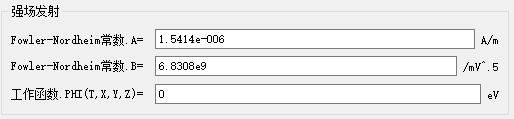 强场发射
Fowler-Nordheim常数.A= 1.5414e-006 A/m
Fowler-Nordheim常数.B= 6.8308e9 /mV^.5
工作函数.PHI(T,X,Y,Z)= 0 eV